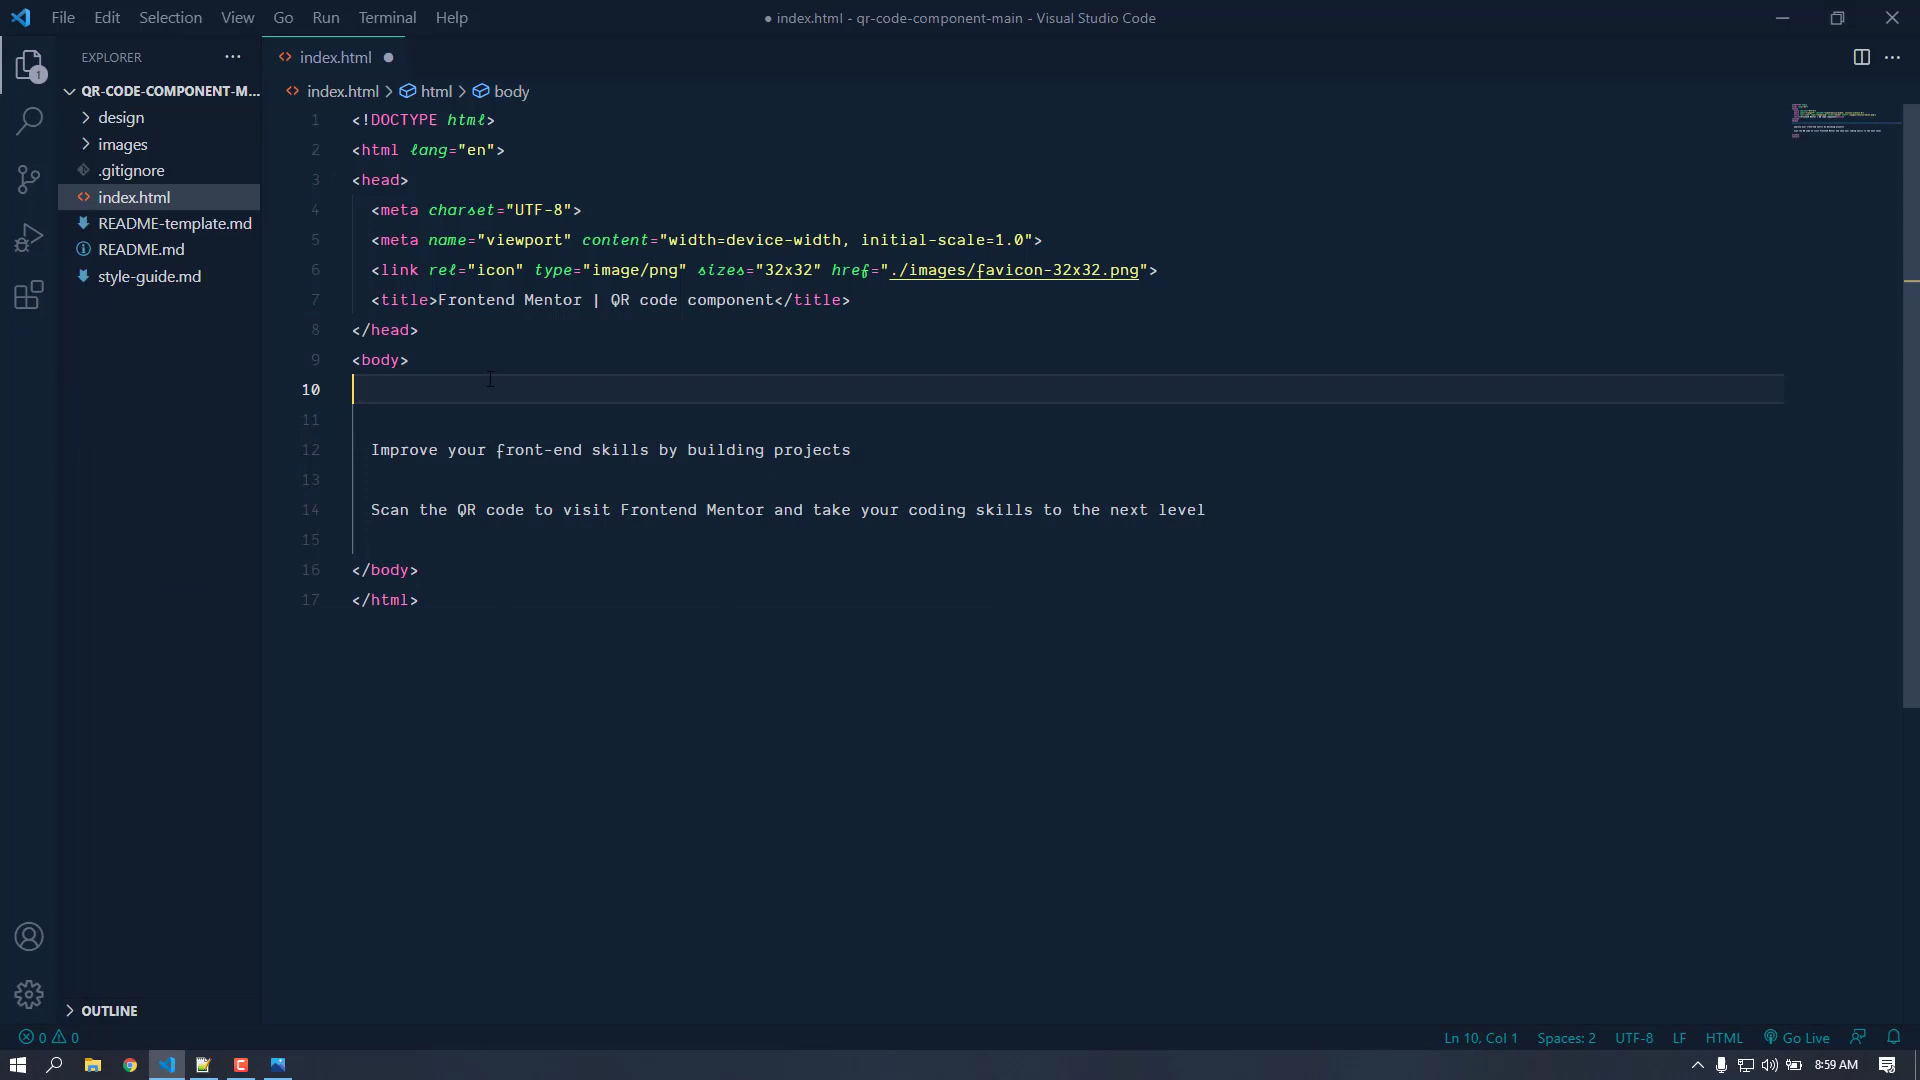 File Edit Selection View Go Run Terminal Help
● index.html - qr-code-component-main - Visual Studio Code
EXPLORER
index.html
1
QR-CODE-COMPONENT-M...
index.html > html > body
design
images
.gitignore
index.html
README-template.md
README.md
style-guide.md
1 <!DOCTYPE html>
2 <html lang="en">
3 <head>
4 <meta charset="UTF-8">
5 <meta name="viewport" content="width=device-width, initial-scale=1.0">
6 <link rel="icon" type="image/png" sizes="32x32" href="./images/favicon-32x32.png">
7 <title>Frontend Mentor | QR code component</title>
8 </head>
9 <body>
10
11
12 Improve your front-end skills by building projects
13
14 Scan the QR code to visit Frontend Mentor and take your coding skills to the next level
15
16 </body>
17 </html>
OUTLINE
0 0
Ln 10, Col 1 Spaces: 2 UTF-8 LF HTML Go Live
8:59 AM